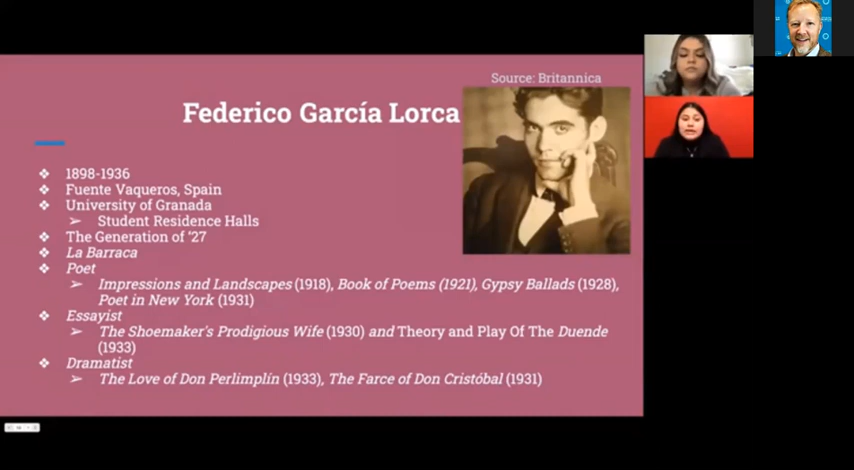 Source: Britannica
Federico García Lorca
❖ 1898-1936
❖ Fuente Vaqueros, Spain
❖ University of Granada
➢ Student Residence Halls
❖ The Generation of '27
❖ La Barraca
❖ Poet
➢ Impressions and Landscapes (1918), Book of Poems (1921), Gypsy Ballads (1928),
Poet in New York (1931)
❖ Essayist
➢ The Shoemaker's Prodigious Wife (1930) and Theory and Play Of The Duende
(1933)
❖ Dramatist
➢ The Love of Don Perlimplín (1933), The Farce of Don Cristóbal (1931)